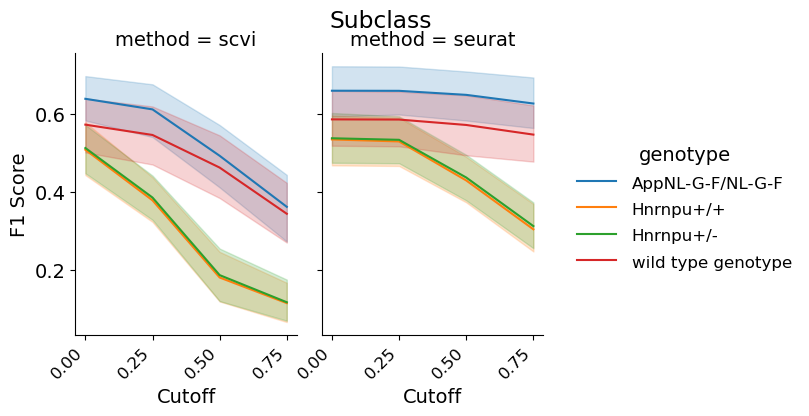 Subclass
method = scvi
method = seurat
F1 Score
0.6
0.4
0.2
0.00
0.25
0.50
0.75
0.00
0.25
0.50
0.75
Cutoff
Cutoff
genotype
AppNL-G-F/NL-G-F
Hnrnpu+/+
Hnrnpu+/-
wild type genotype